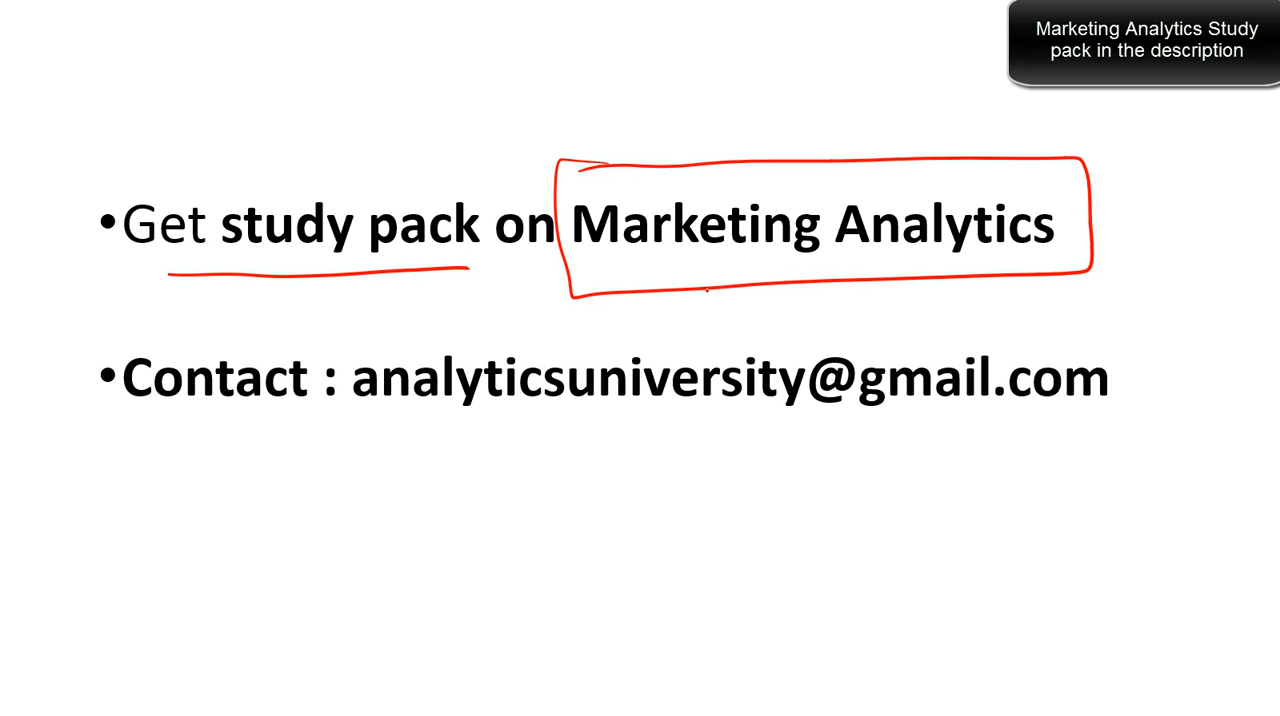 Marketing Analytics Study
pack in the description
•Get study pack on Marketing Analytics
•Contact : analyticsuniversity@gmail.com